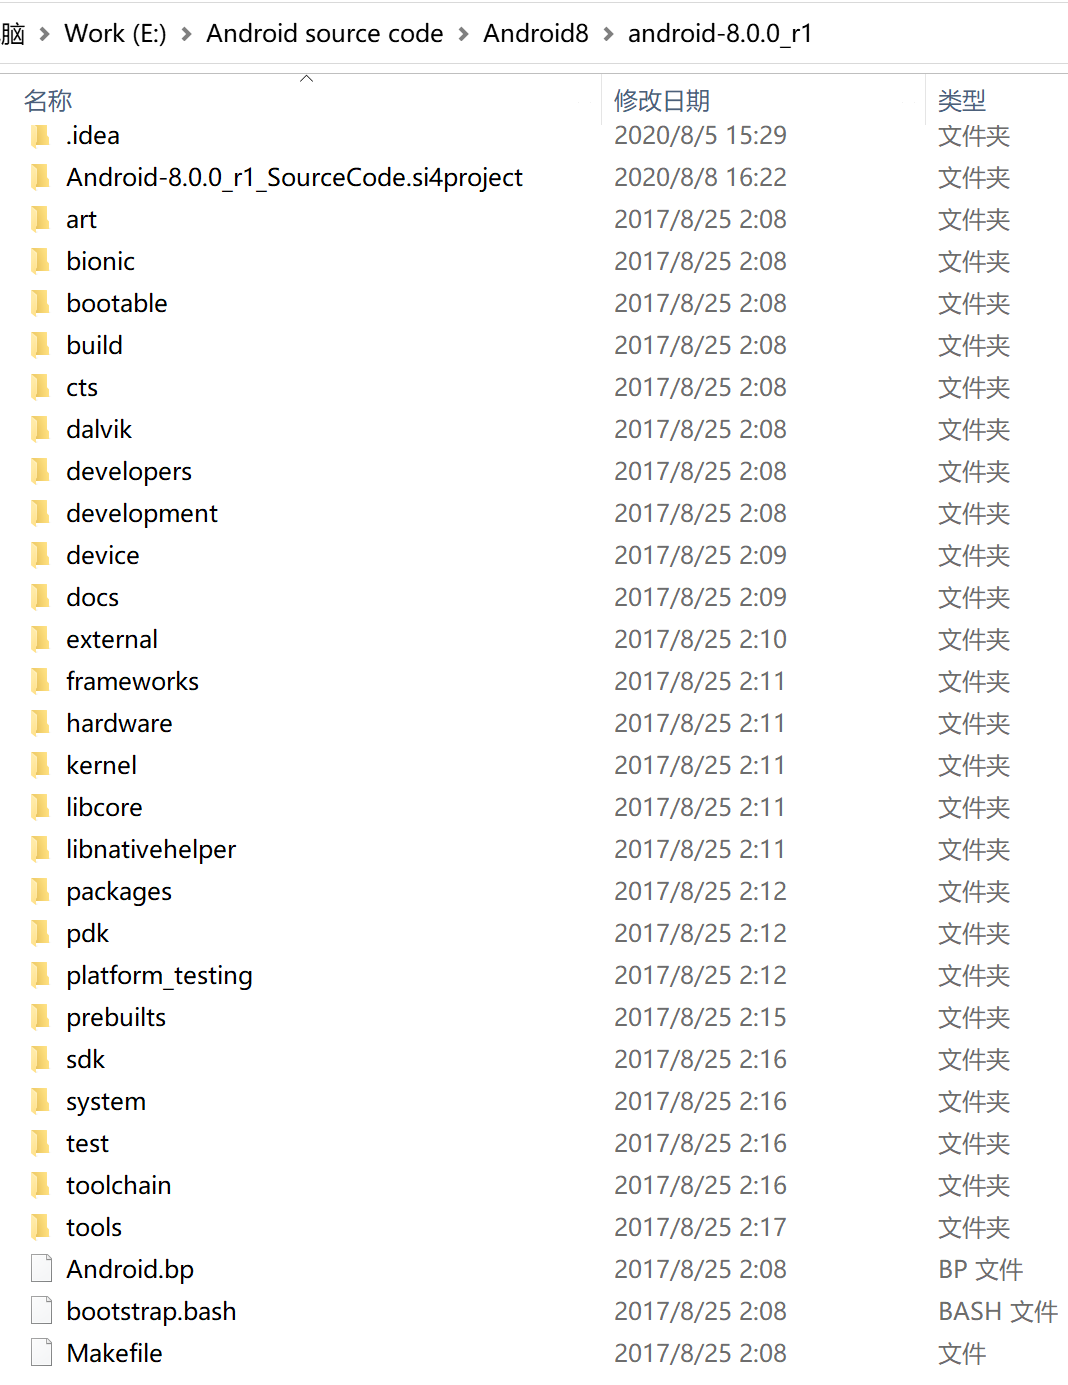 脑 > Work (E:) > Android source code > Android8 > android-8.0.0_r1
名称 修改日期 类型
.idea 2020/8/5 15:29 文件夹
Android-8.0.0_r1_SourceCode.si4project 2020/8/8 16:22 文件夹
art 2017/8/25 2:08 文件夹
bionic 2017/8/25 2:08 文件夹
bootable 2017/8/25 2:08 文件夹
build 2017/8/25 2:08 文件夹
cts 2017/8/25 2:08 文件夹
dalvik 2017/8/25 2:08 文件夹
developers 2017/8/25 2:08 文件夹
development 2017/8/25 2:08 文件夹
device 2017/8/25 2:09 文件夹
docs 2017/8/25 2:09 文件夹
external 2017/8/25 2:10 文件夹
frameworks 2017/8/25 2:11 文件夹
hardware 2017/8/25 2:11 文件夹
kernel 2017/8/25 2:11 文件夹
libcore 2017/8/25 2:11 文件夹
libnativehelper 2017/8/25 2:11 文件夹
packages 2017/8/25 2:12 文件夹
pdk 2017/8/25 2:12 文件夹
platform_testing 2017/8/25 2:12 文件夹
prebuilts 2017/8/25 2:15 文件夹
sdk 2017/8/25 2:16 文件夹
system 2017/8/25 2:16 文件夹
test 2017/8/25 2:16 文件夹
toolchain 2017/8/25 2:16 文件夹
tools 2017/8/25 2:17 文件夹
Android.bp 2017/8/25 2:08 BP 文件
bootstrap.bash 2017/8/25 2:08 BASH 文件
Makefile 2017/8/25 2:08 文件